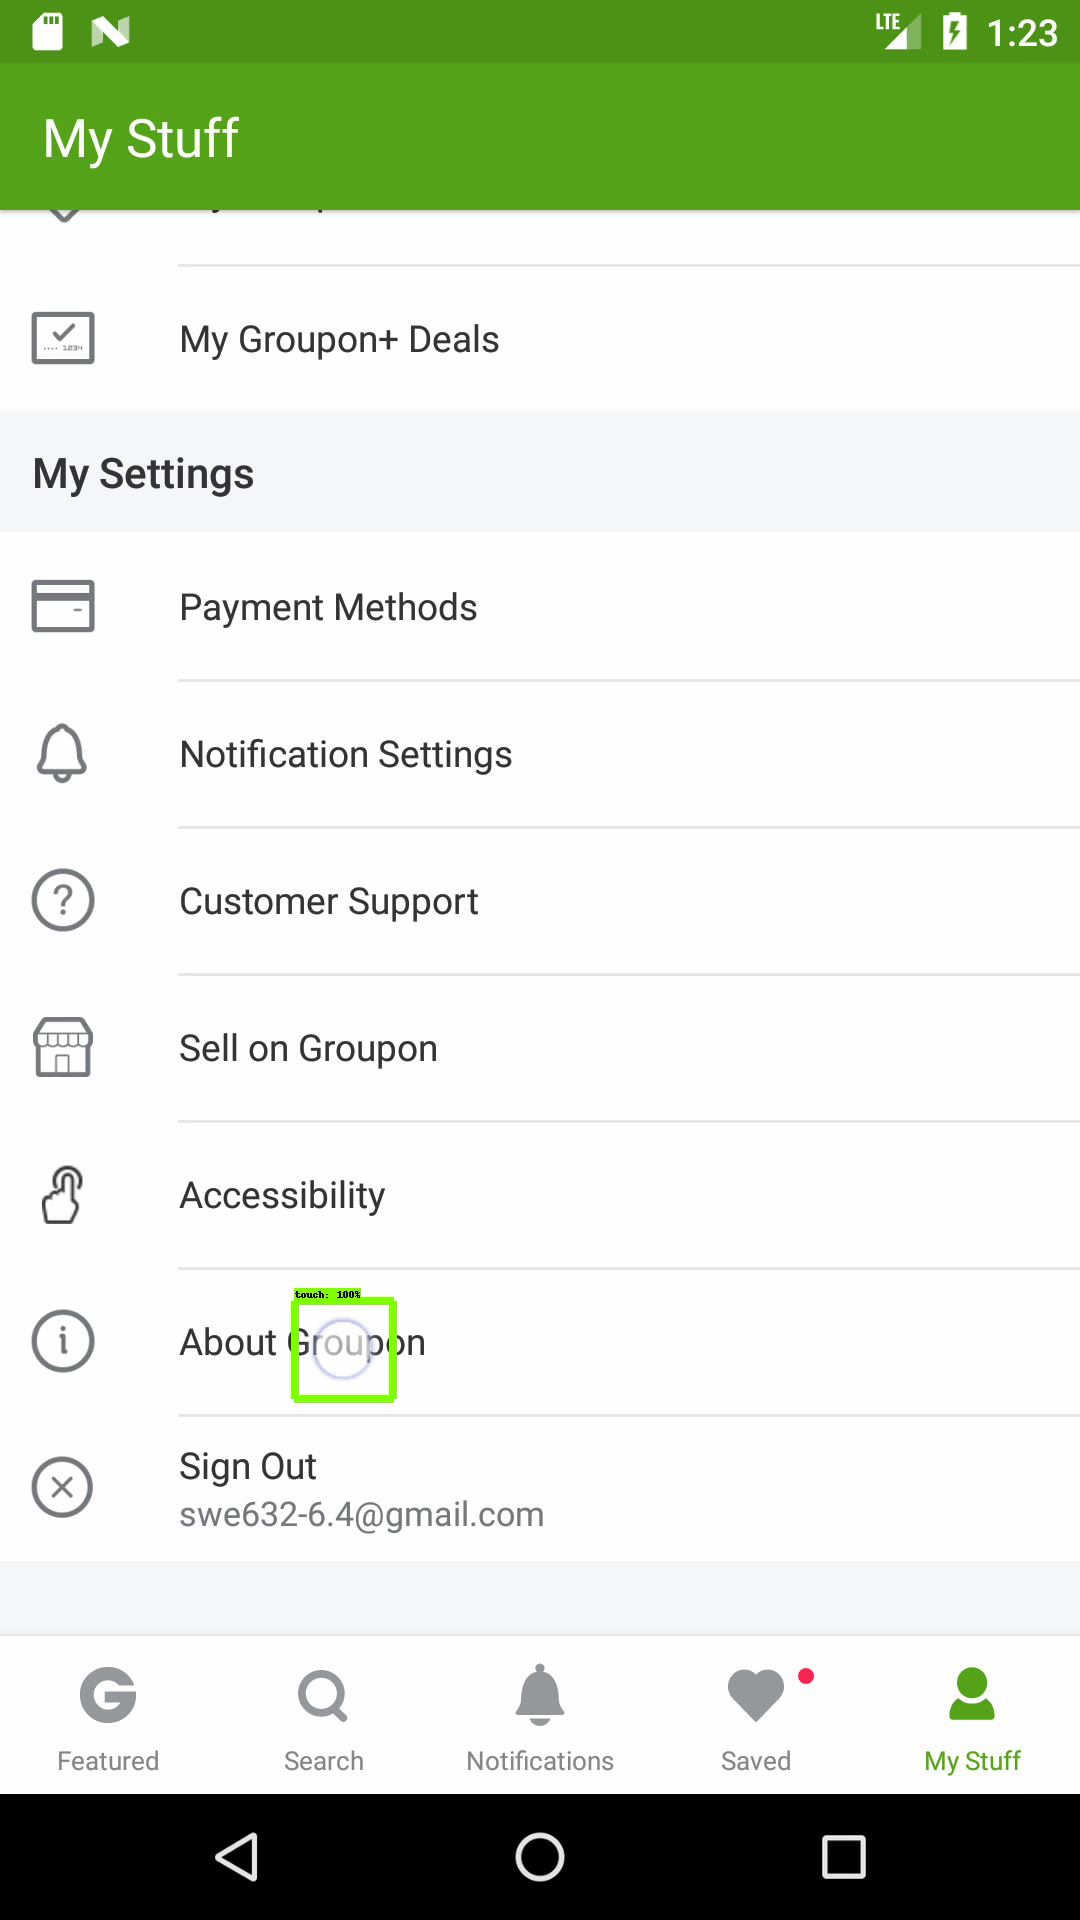 LTE 1:23
My Stuff
My Groupon+ Deals
1234
My Settings
Payment Methods
Notification Settings
Customer Support
Sell on Groupon
Accessibility
touch: 100%
About Groupon
Sign Out
swe632-6.4@gmail.com
Featured Search Notifications Saved My Stuff